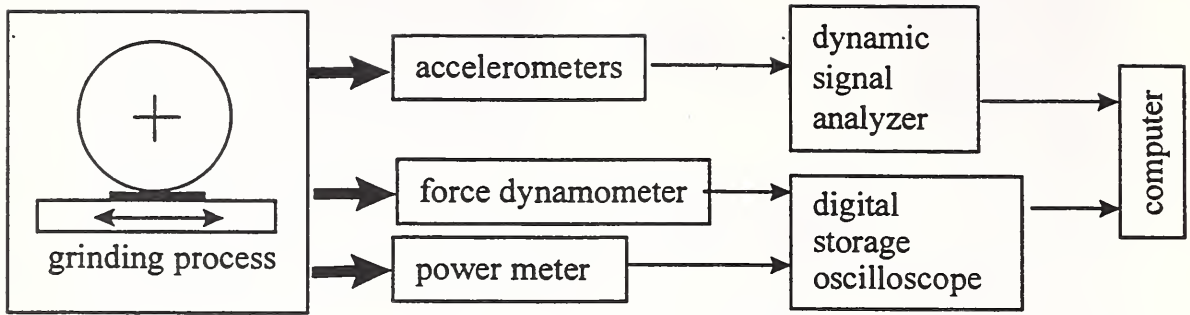 grinding process
accelerometers
force dynamometer
power meter
dynamic
signal
analyzer
digital
storage
oscilloscope
computer